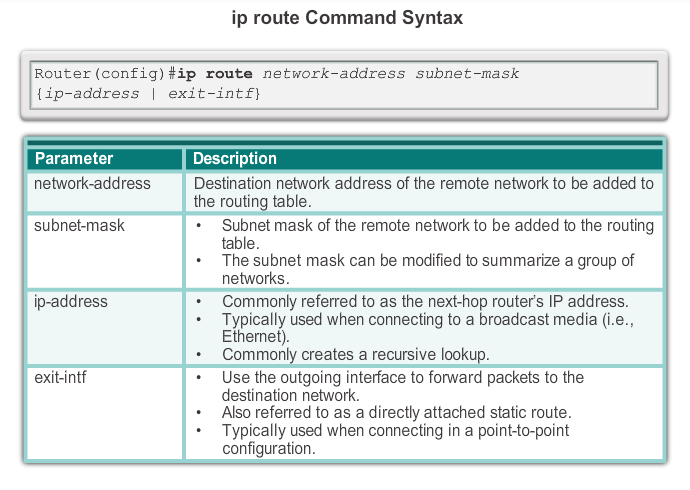 ip route Command Syntax
Router(config)#ip route network-address subnet-mask
{ip-address | exit-intf}
Parameter Description
network-address Destination network address of the remote network to be added to
the routing table.
subnet-mask • Subnet mask of the remote network to be added to the routing
table.
• The subnet mask can be modified to summarize a group of
networks.
ip-address • Commonly referred to as the next-hop router's IP address.
• Typically used when connecting to a broadcast media (i.e.,
Ethernet).
• Commonly creates a recursive lookup.
exit-intf • Use the outgoing interface to forward packets to the
destination network.
• Also referred to as a directly attached static route.
• Typically used when connecting in a point-to-point
configuration.